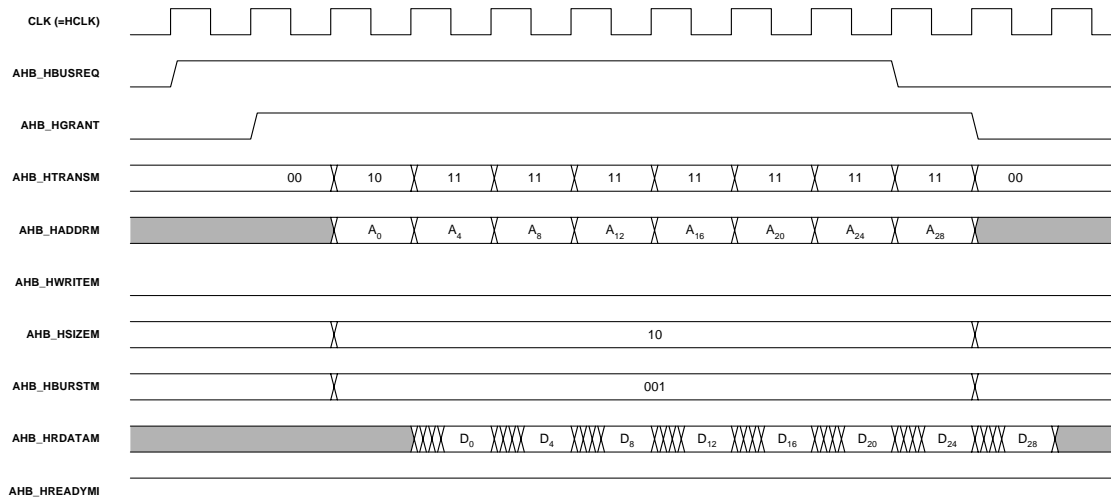 CLK (=HCLK)
AHB_HBUSREQ
AHB_HGRANT
AHB_HTRANSM 00 10 11 11 11 11 11 11 11 00
AHB_HADDRM A0 A4 A8 A12 A16 A20 A24 A28
AHB_HWRITEM
AHB_HSIZEM 10
AHB_HBURSTM 001
AHB_HRDATAM D0 D4 D8 D12 D16 D20 D24 D28
AHB_HREADYMI